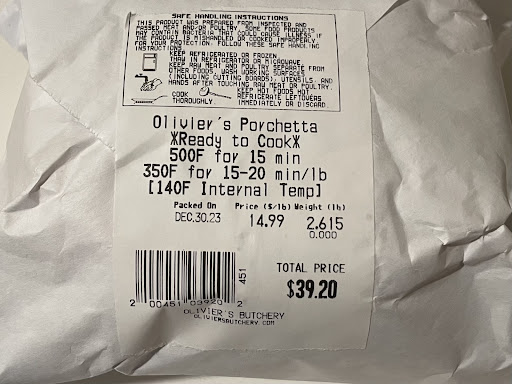 SAFE HANDLING INSTRUCTIONS
THIS PRODUCT WAS PREPARED FROM INSPECTED AND
PASSED MEAT AND/OR POULTRY. SOME FOOD PRODUCTS
MAY CONTAIN BACTERIA THAT COULD CAUSE ILLNESS IF
THE PRODUCT IS MISHANDLED OR COOKED IMPROPERLY.
FOR YOUR PROTECTION, FOLLOW THESE SAFE HANDLING
INSTRUCTIONS.
KEEP REFRIGERATED OR FROZEN.
THAW IN REFRIGERATOR OR MICROWAVE.
KEEP RAW MEAT AND POULTRY SEPARATE FROM
OTHER FOODS. WASH WORKING SURFACES
(INCLUDING CUTTING BOARDS), UTENSILS, AND
HANDS AFTER TOUCHING RAW MEAT OR POULTRY.
COOK
THOROUGHLY.
KEEP HOT FOODS HOT.
REFRIGERATE LEFTOVERS
IMMEDIATELY OR DISCARD.
Olivier's Porchetta
*Ready to Cook*
500F for 15 min
350F for 15-20 min/lb
[140F Internal Temp]
Packed On Price ($/lb) Weight (lb)
DEC.30.23 14.99 2.615
0.000
451
TOTAL PRICE
$39.20
2 00451 03920 2
OLIVIER'S BUTCHERY
OLIVIERSBUTCHERY.COM